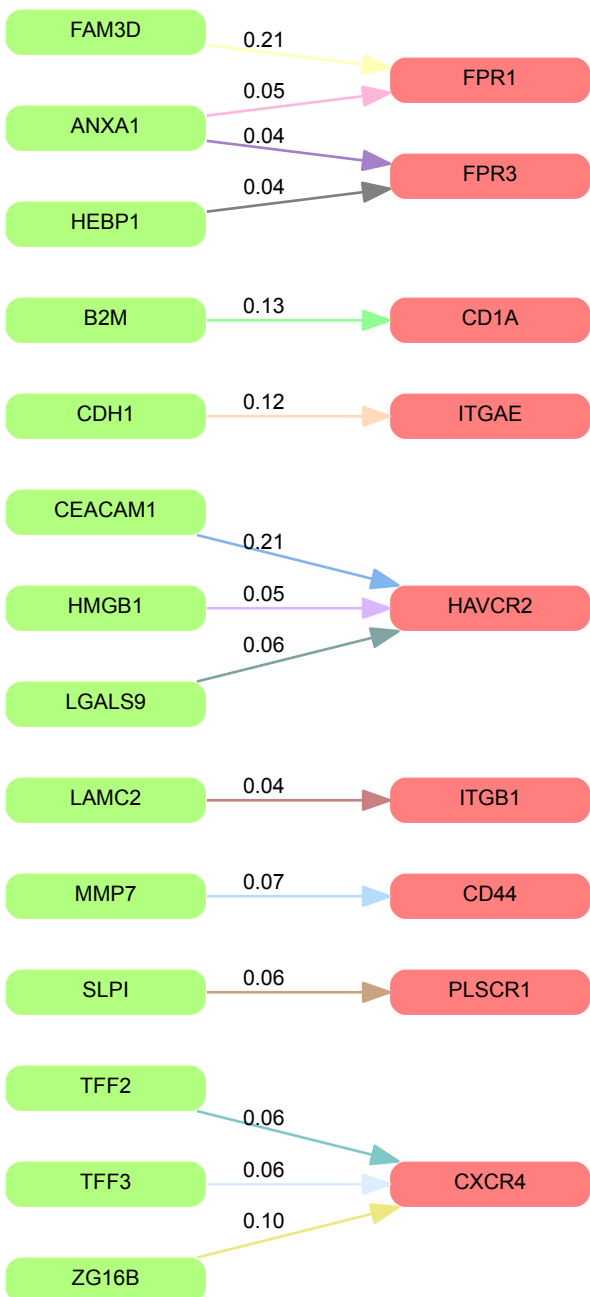 FAM3D
0.21
FPR1
ANXA1
0.05
0.04
FPR3
HEBP1
0.04
B2M
0.13
CD1A
CDH1
0.12
ITGAE
CEACAM1
0.21
HMGB1
0.05
HAVCR2
LGALS9
0.06
LAMC2
0.04
ITGB1
MMP7
0.07
CD44
SLPI
0.06
PLSCR1
TFF2
0.06
TFF3
0.06
CXCR4
ZG16B
0.10